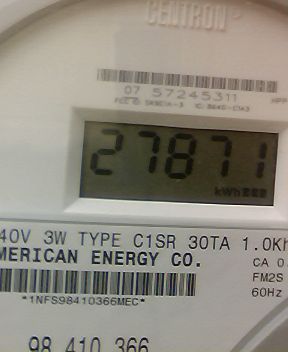 CENTRON®
07 57245311
27871
kWh
40V 3W TYPE C1SR 30TA 1.0Kh
MERICAN ENERGY CO.
CA 0.
FM2S
60Hz
*1NFS98410366MEC*
98 410 366